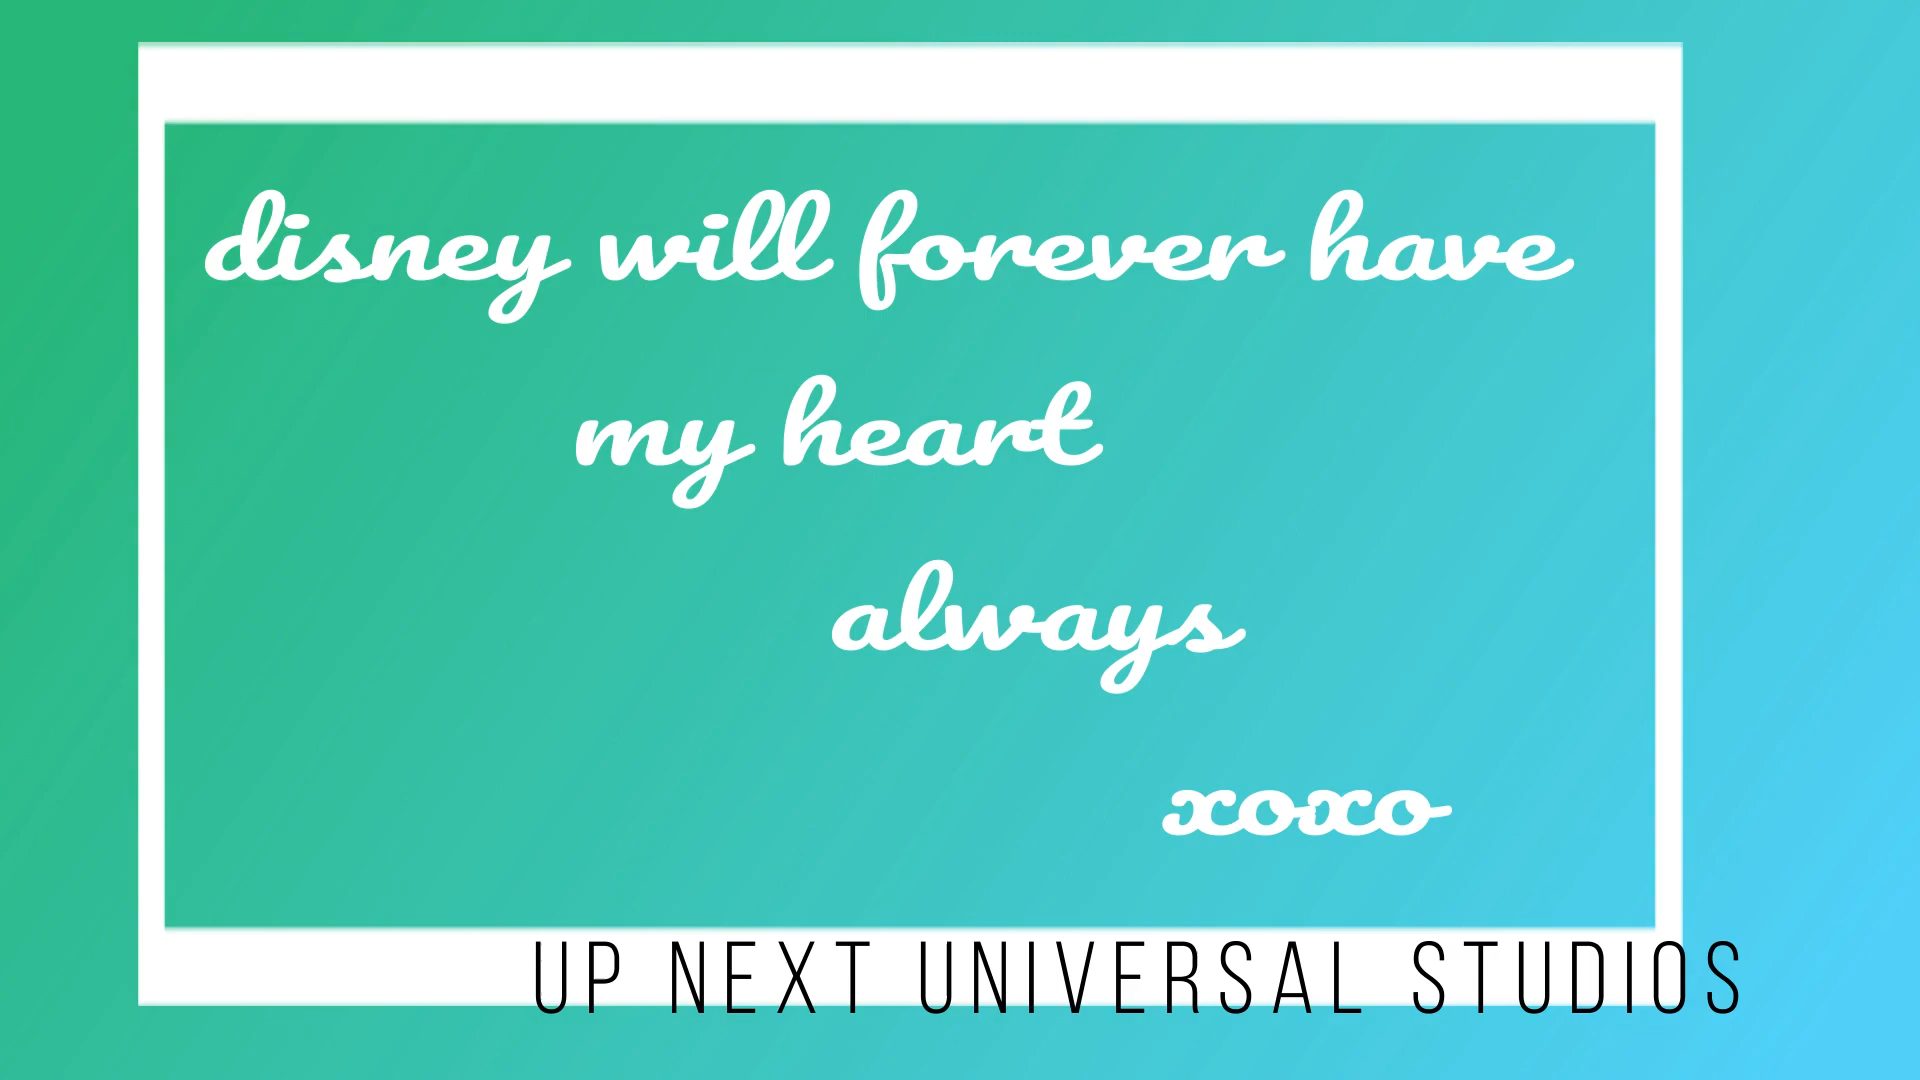 disney will forever have
my heart
always
xoxo
UP NEXT UNIVERSAL STUDIOS